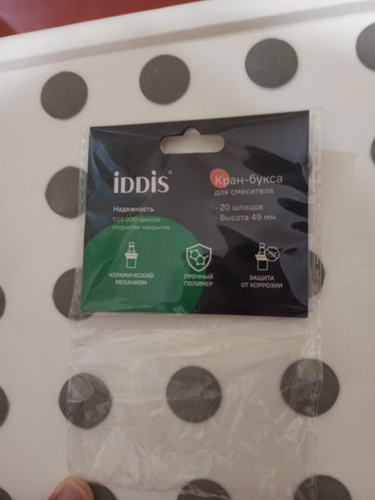 iDDiS®
Кран-букса
для смесителя
- 20 шлицов
- Высота 49 мм
Надежность
500 000 циклов
открытия-закрытия
КЕРАМИЧЕСКИЙ
МЕХАНИЗМ
ПРОЧНЫЙ
ПОЛИМЕР
ЗАЩИТА
ОТ КОРРОЗИИ